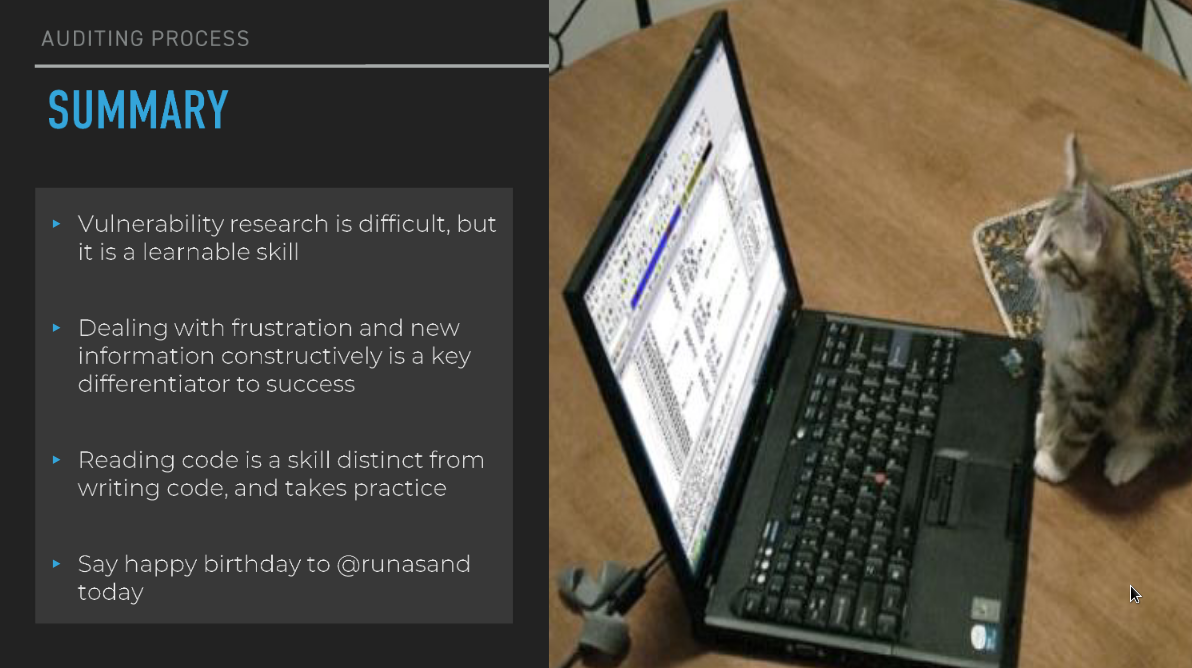 AUDITING PROCESS
SUMMARY
Vulnerability research is difficult, but
it is a learnable skill
Dealing with frustration and new
information constructively is a key
differentiator to success
Reading code is a skill distinct from
writing code, and takes practice
Say happy birthday to @runasand
today